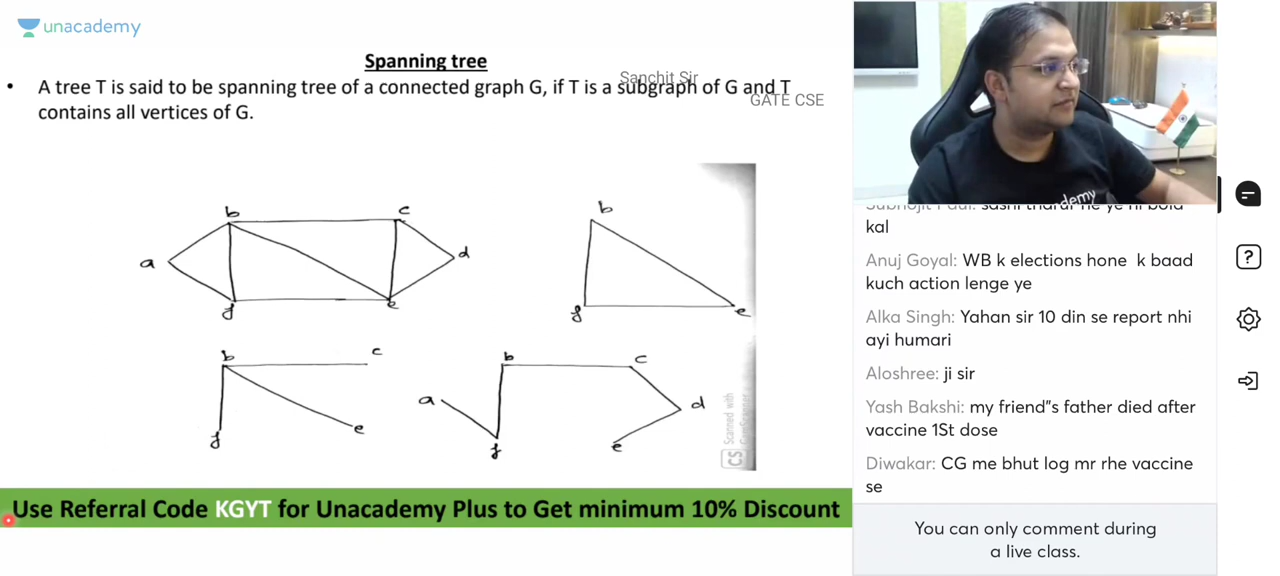 unacademy
Spanning tree
Sanchit Sir
GATE CSE
• A tree T is said to be spanning tree of a connected graph G, if T is a subgraph of G and T
contains all vertices of G.
b c
a d
f e
b
f e
b c
f e
b c
a d
f e
CS Scanned with
CamScanner
Use Referral Code KGYT for Unacademy Plus to Get minimum 10% Discount
demy
kal
Anuj Goyal: WB k elections hone k baad
kuch action lenge ye
Alka Singh: Yahan sir 10 din se report nhi
ayi humari
Aloshree: ji sir
Yash Bakshi: my friend"s father died after
vaccine 1St dose
Diwakar: CG me bhut log mr rhe vaccine
se
You can only comment during
a live class.
?